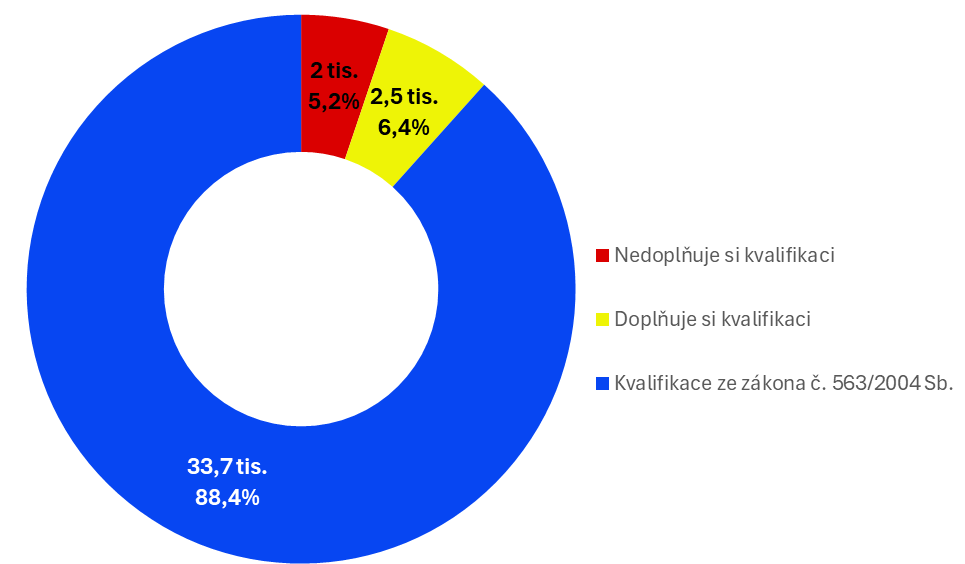 2 tis.
5,2%
2,5 tis.
6,4%
Nedoplňuje si kvalifikaci
Doplňuje si kvalifikaci
Kvalifikace ze zákona č. 563/2004 Sb.
33,7 tis.
88,4%